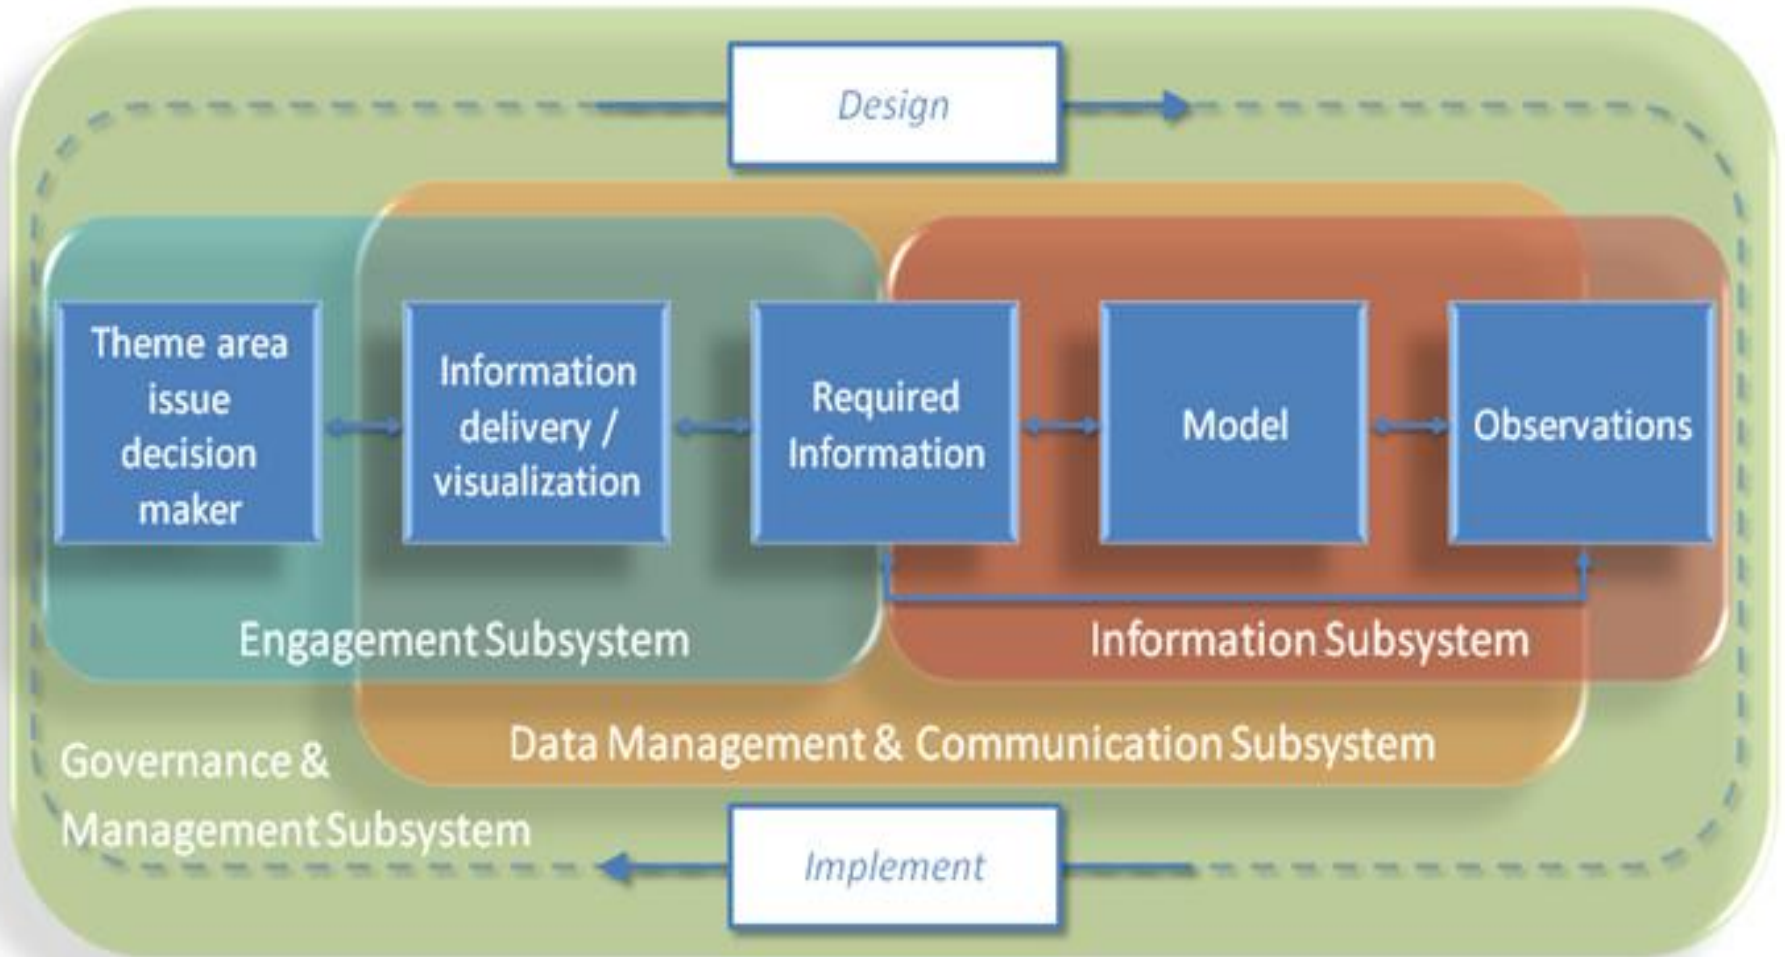 Design
Theme area
issue
decision
maker
Information
delivery /
visualization
Required
Information
Model
Observations
Engagement Subsystem
Information Subsystem
Data Management & Communication Subsystem
Governance &
Management Subsystem
Implement